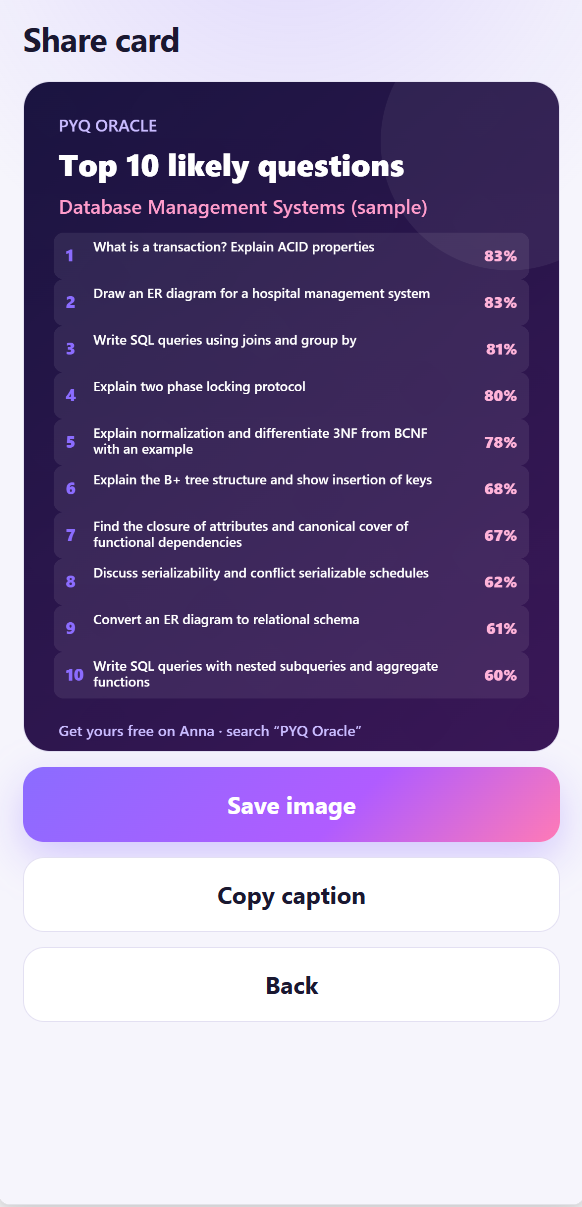 Share card
PYQ ORACLE
Top 10 likely questions
Database Management Systems (sample)
1 What is a transaction? Explain ACID properties 83%
2 Draw an ER diagram for a hospital management system 83%
3 Write SQL queries using joins and group by 81%
4 Explain two phase locking protocol 80%
5 Explain normalization and differentiate 3NF from BCNF
with an example 78%
6 Explain the B+ tree structure and show insertion of keys 68%
7 Find the closure of attributes and canonical cover of
functional dependencies 67%
8 Discuss serializability and conflict serializable schedules 62%
9 Convert an ER diagram to relational schema 61%
10 Write SQL queries with nested subqueries and aggregate
functions 60%
Get yours free on Anna · search “PYQ Oracle”
Save image
Copy caption
Back